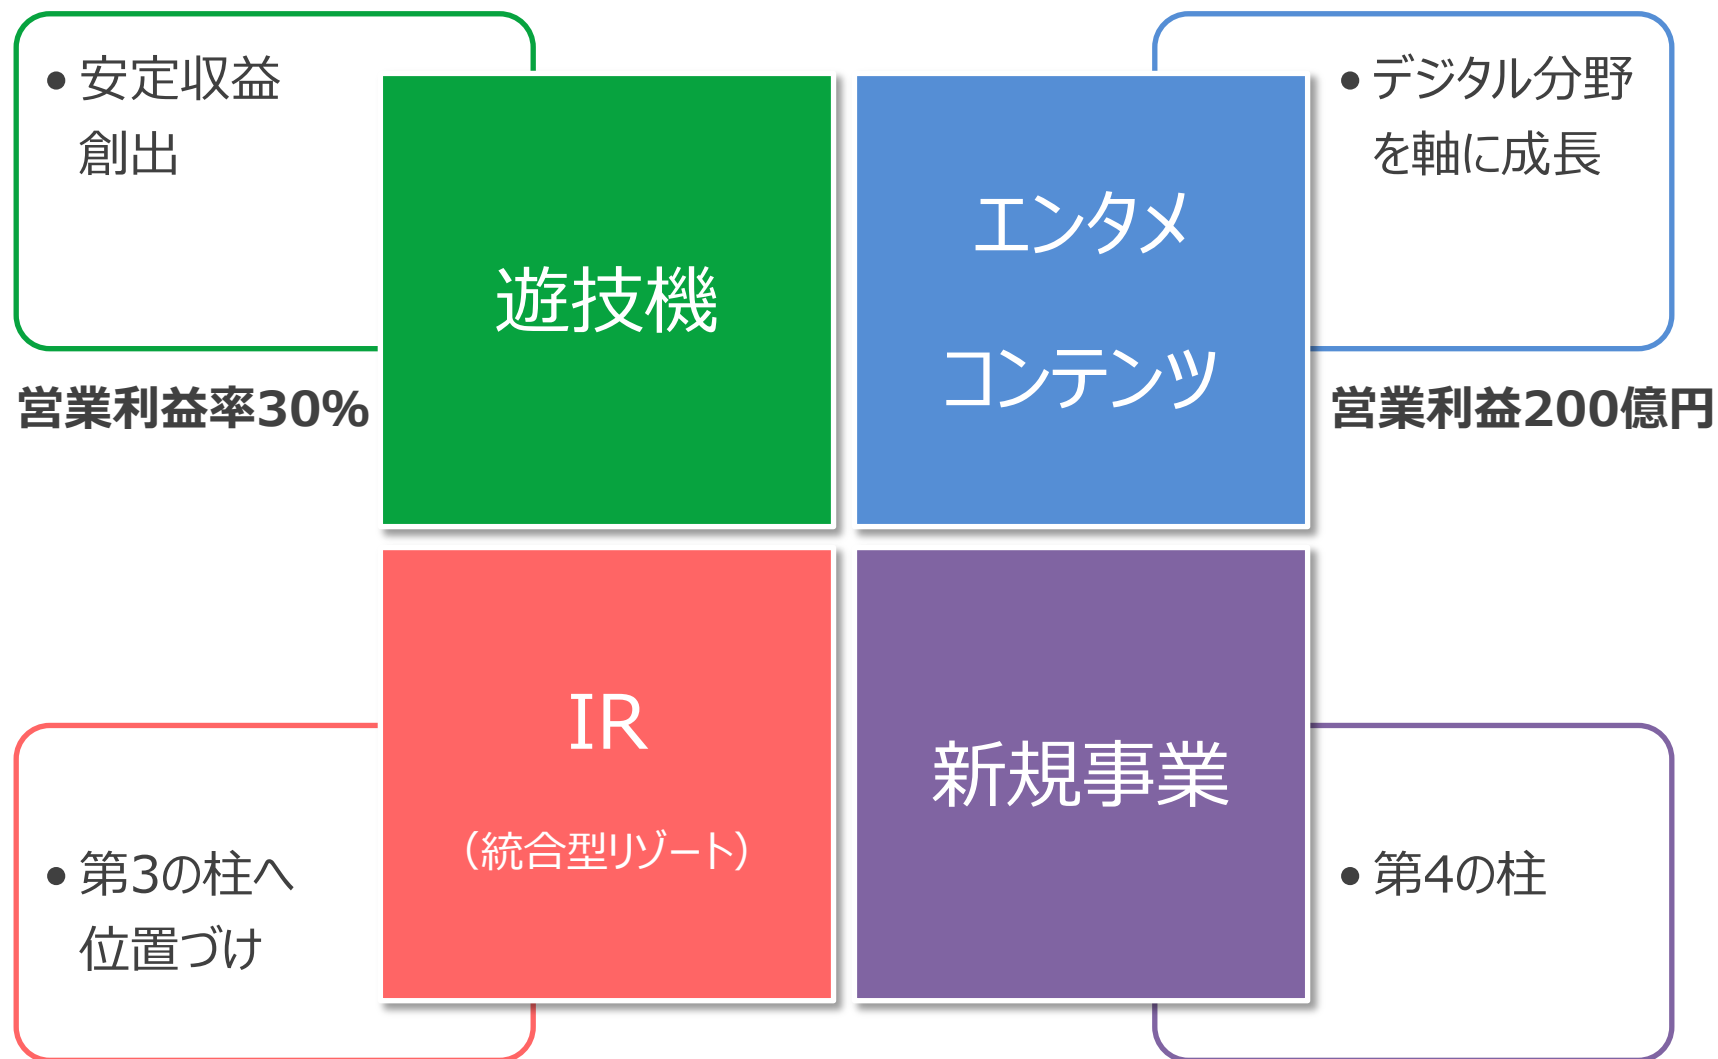 • 安定収益
創出
遊技機
営業利益率30%
エンタメ
コンテンツ
• デジタル分野
を軸に成長
営業利益200億円
IR
（統合型リゾート）
• 第3の柱へ
位置づけ
新規事業
• 第4の柱